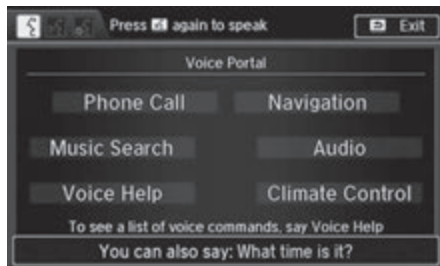 Press again to speak
Exit
Voice Portal
Phone Call
Navigation
Music Search
Audio
Voice Help
Climate Control
To see a list of voice commands, say Voice Help
You can also say: What time is it?